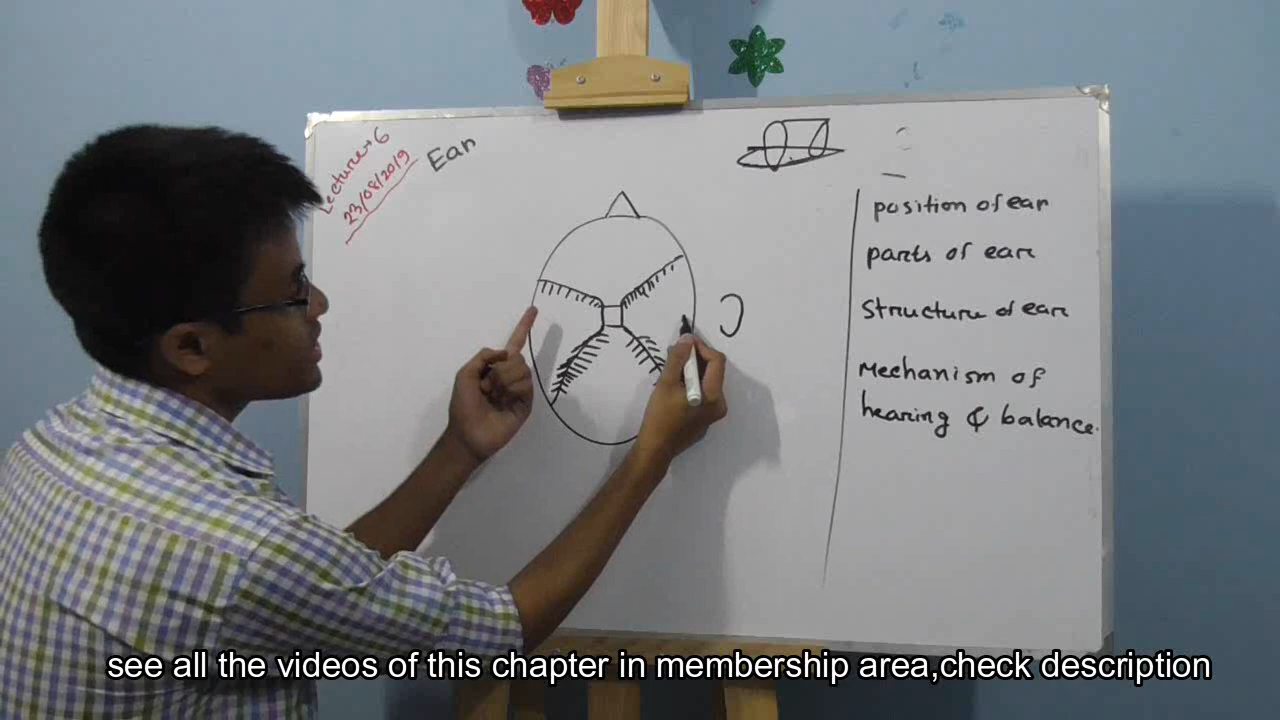 Lecture→6
23/08/2019
Ear
position of ear
parts of ear
structure of ear
Mechanism of
hearing & balance.
see all the videos of this chapter in membership area,check description